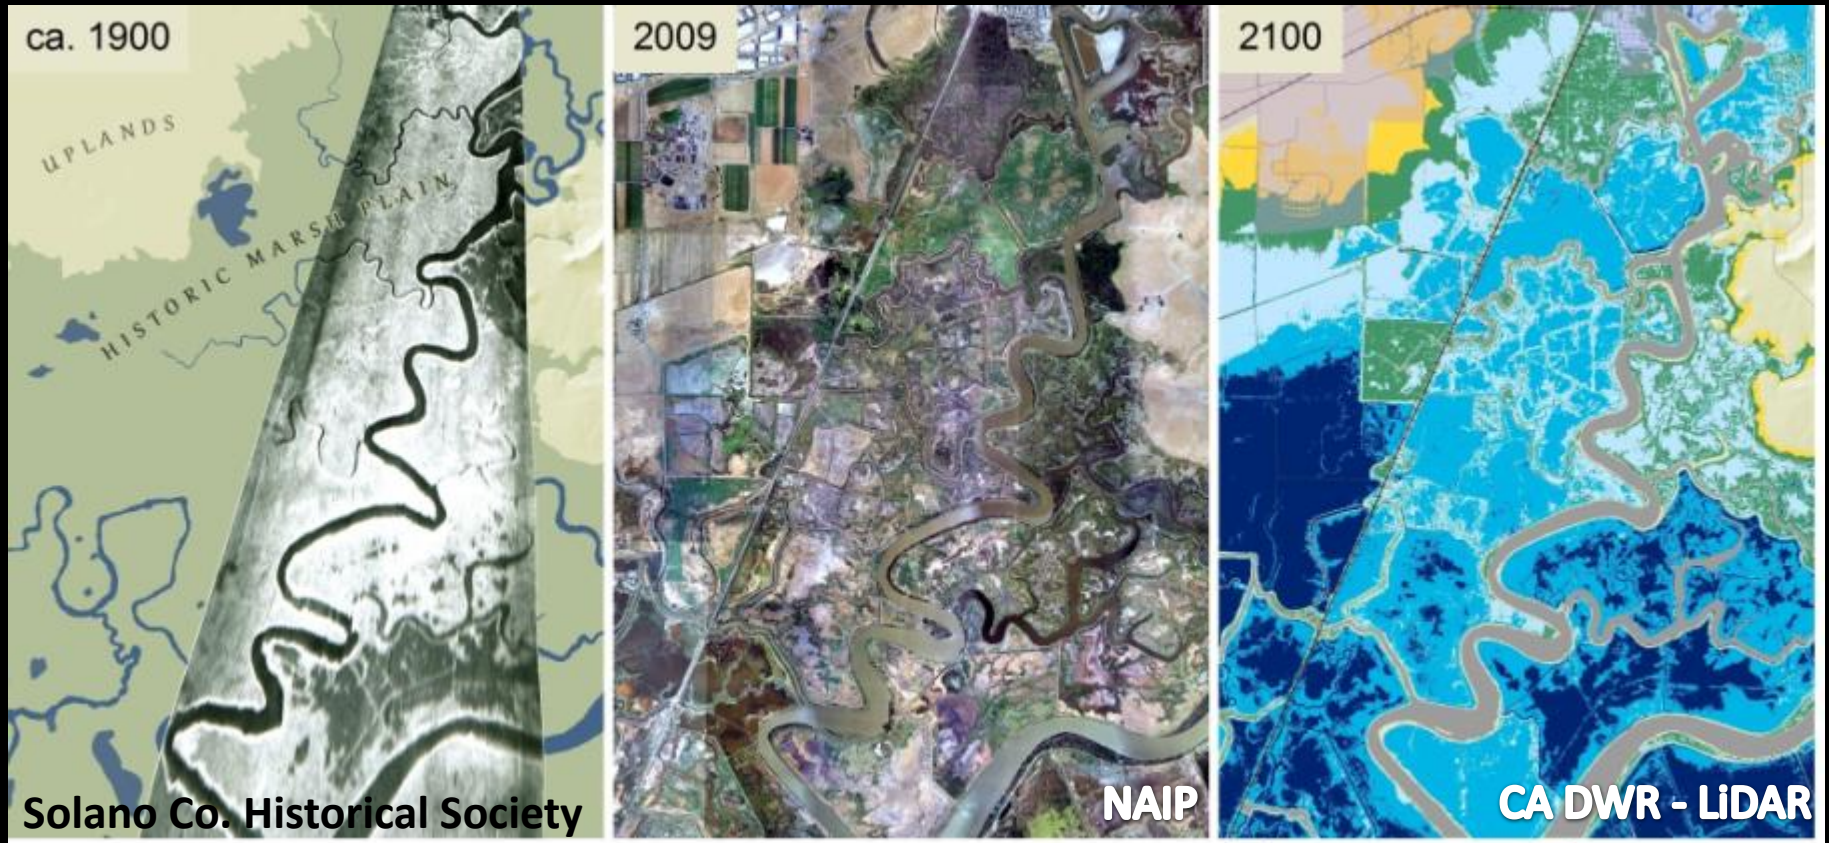 ca. 1900
UPLANDS
HISTORIC MARSH PLAIN
Solano Co. Historical Society
2009
NAIP
2100
CA DWR - LiDAR